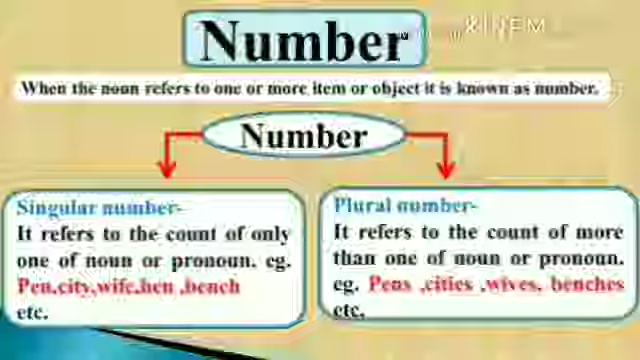 Number
When the noun refers to one or more item or object it is known as number.
Number
Singular number-
It refers to the count of only
one of noun or pronoun. eg.
Pen,city,wife,hen ,bench
etc.
Plural number-
It refers to the count of more
than one of noun or pronoun.
eg. Pens ,cities ,wives, benches
etc.